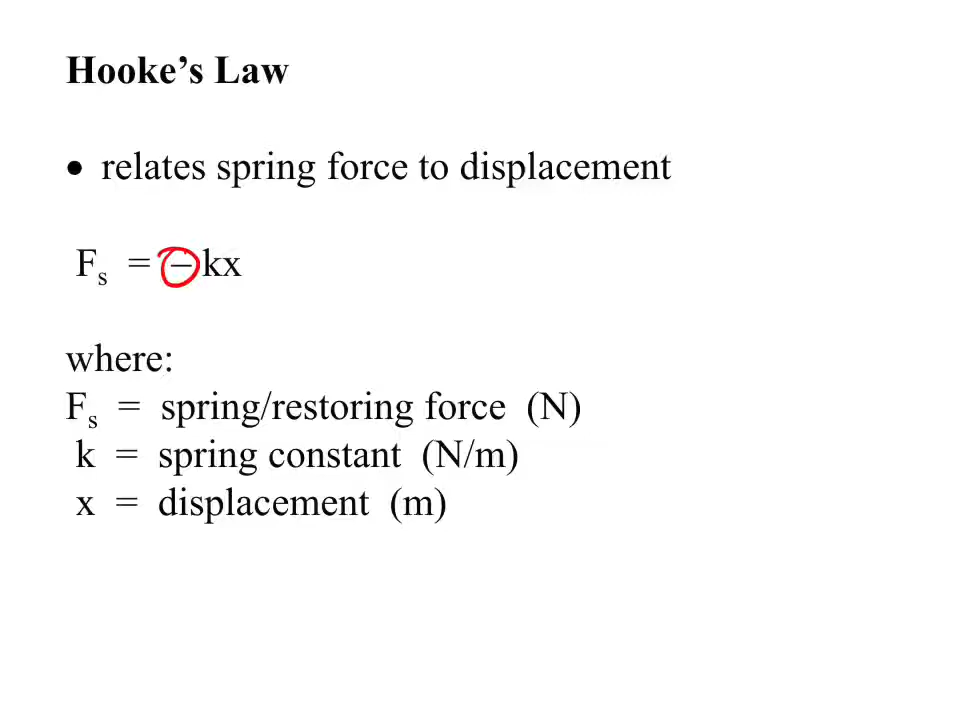 Hooke’s Law
• relates spring force to displacement
Fs = – kx
where:
Fs = spring/restoring force (N)
k = spring constant (N/m)
x = displacement (m)